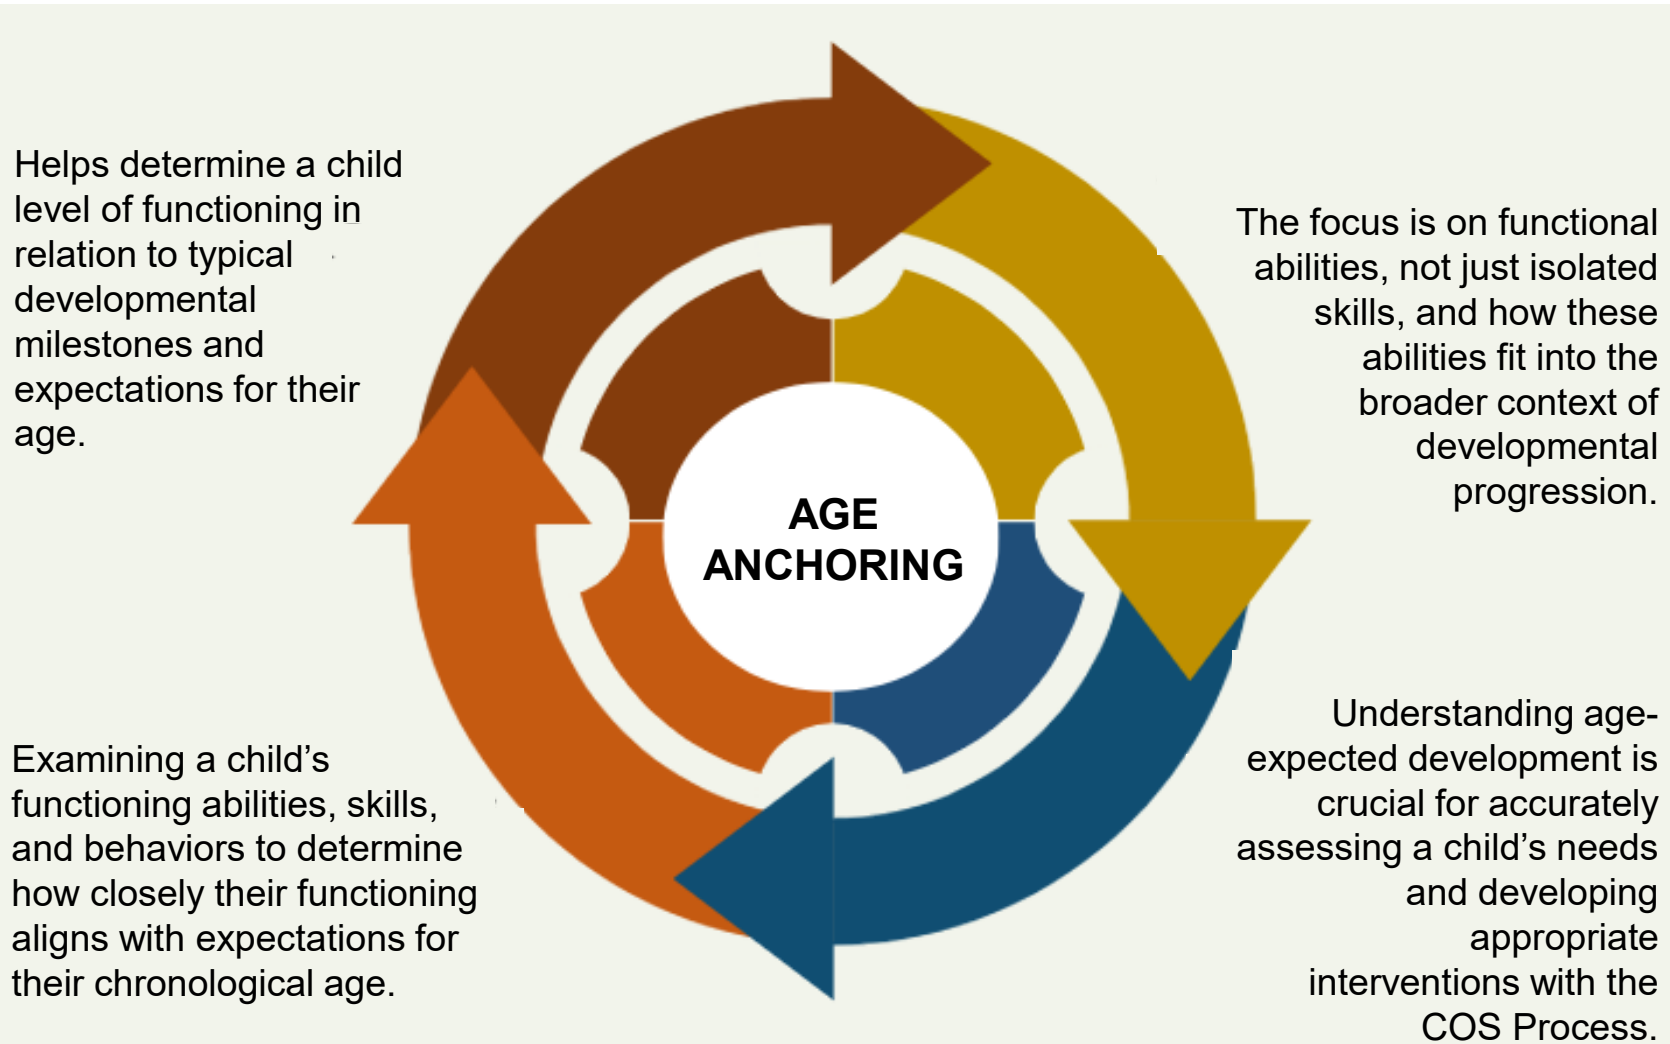 Helps determine a child
level of functioning in
relation to typical
developmental
milestones and
expectations for their
age.
The focus is on functional
abilities, not just isolated
skills, and how these
abilities fit into the
broader context of
developmental
progression.
AGE
ANCHORING
Examining a child’s
functioning abilities, skills,
and behaviors to determine
how closely their functioning
aligns with expectations for
their chronological age.
Understanding age-
expected development is
crucial for accurately
assessing a child’s needs
and developing
appropriate
interventions with the
COS Process.